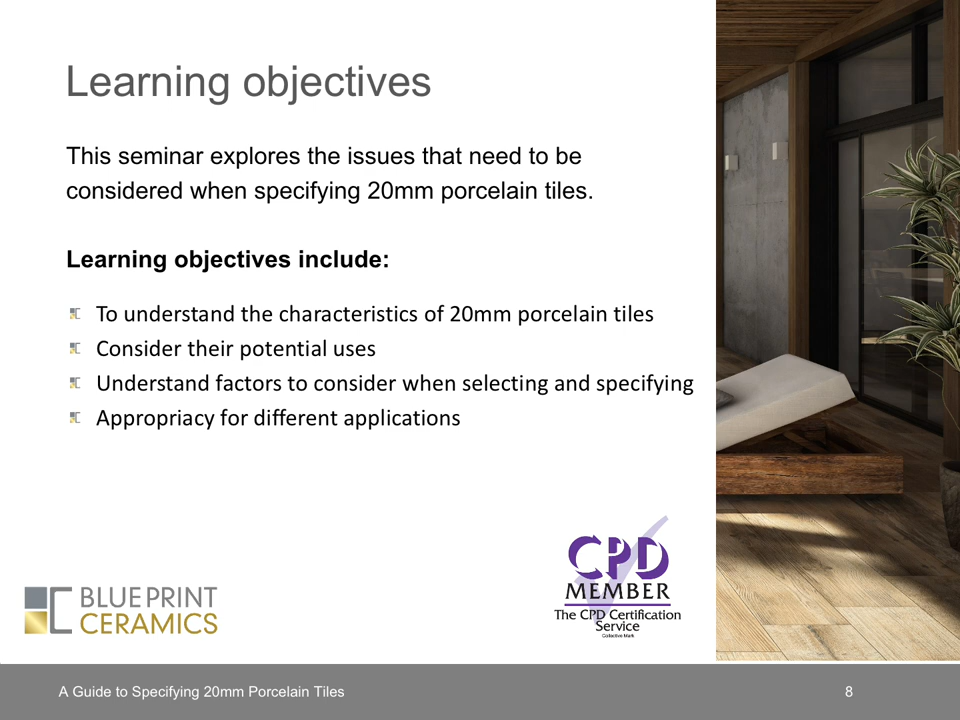 Learning objectives
This seminar explores the issues that need to be
considered when specifying 20mm porcelain tiles.
Learning objectives include:
To understand the characteristics of 20mm porcelain tiles
Consider their potential uses
Understand factors to consider when selecting and specifying
Appropriacy for different applications
BLUEPRINT
CERAMICS
CPD
MEMBER
The CPD Certification
Service
Collective Mark
A Guide to Specifying 20mm Porcelain Tiles
8